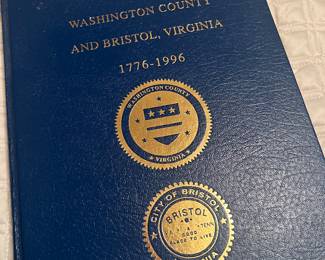 WASHINGTON COUNTY
AND BRISTOL, VIRGINIA
1776-1996
WASHINGTON COUNTY
VIRGINIA
CITY OF BRISTOL
BRISTOL
GOOD
PLACE TO LIVE